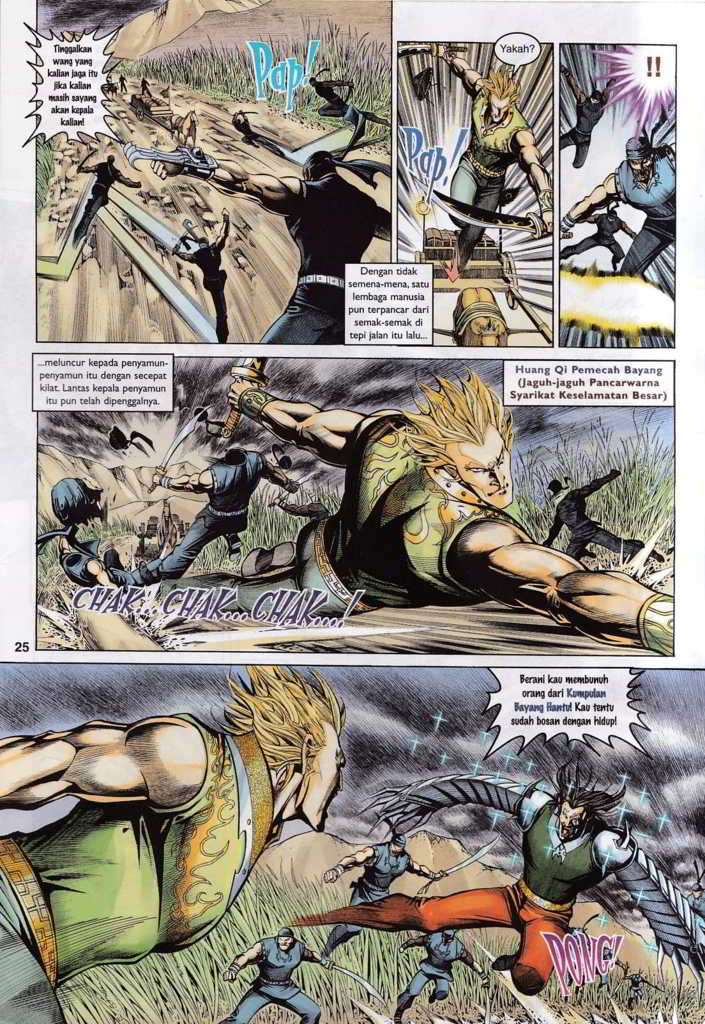 Tinggalkan
wang yang
kalian jaga itu
jika kalian
masih sayang
akan kepala
kalian!
Pap!
Yakah?
Pap!
!!
Dengan tidak
semena-mena, satu
lembaga manusia
pun terpancar dari
semak-semak di
tepi jalan itu lalu...
...meluncur kepada penyamun-
penyamun itu dengan secepat
kilat. Lantas kepala penyamun
itu pun telah dipenggalnya.
Huang Qi Pemecah Bayang
(Jaguh-jaguh Pancarwarna
Syarikat Keselamatan Besar)
CHAK... CHAK... CHAK....!
25
Berani kau membunuh
orang dari Kumpulan
Bayang Hantu! Kau tentu
sudah bosan dengan hidup!
PONG!